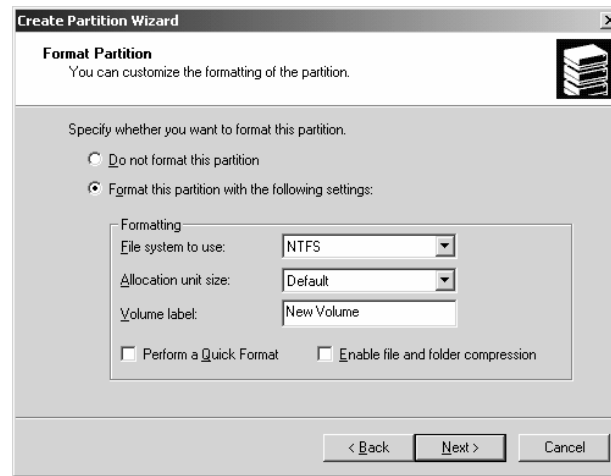 Create Partition Wizard
Format Partition
You can customize the formatting of the partition.
Specify whether you want to format this partition.
Do not format this partition
Format this partition with the following settings:
Formatting
File system to use: NTFS
Allocation unit size: Default
Volume label: New Volume
Perform a Quick Format Enable file and folder compression
< Back Next > Cancel